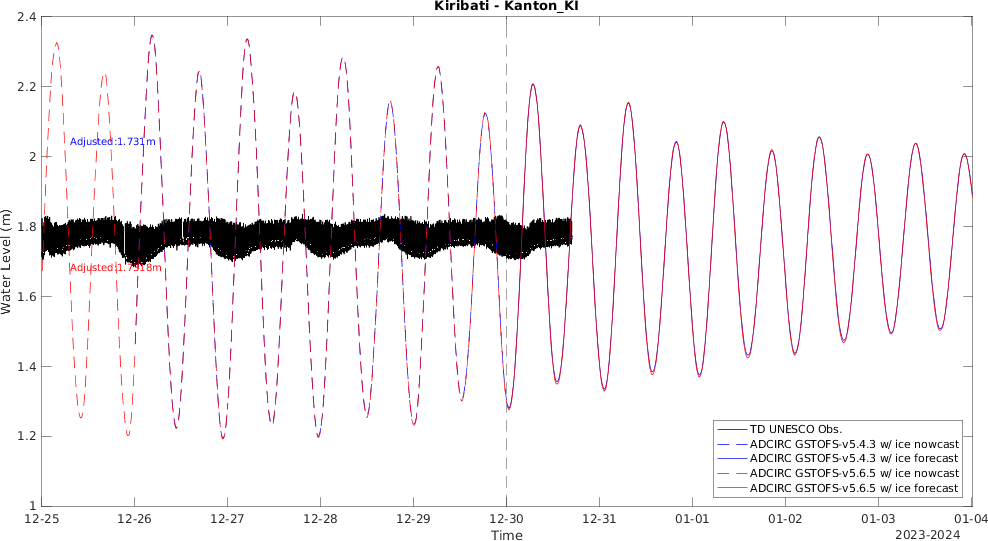 Kiribati - Kanton_KI
2.4
2.2
2
1.8
1.6
1.4
1.2
1
Water Level (m)
Adjusted:1.731m
Adjusted:1.7318m
TD UNESCO Obs.
ADCIRC GSTOFS-v5.4.3 w/ ice nowcast
ADCIRC GSTOFS-v5.4.3 w/ ice forecast
ADCIRC GSTOFS-v5.6.5 w/ ice nowcast
ADCIRC GSTOFS-v5.6.5 w/ ice forecast
12-25 12-26 12-27 12-28 12-29 12-30 12-31 01-01 01-02 01-03 01-04
Time
2023-2024